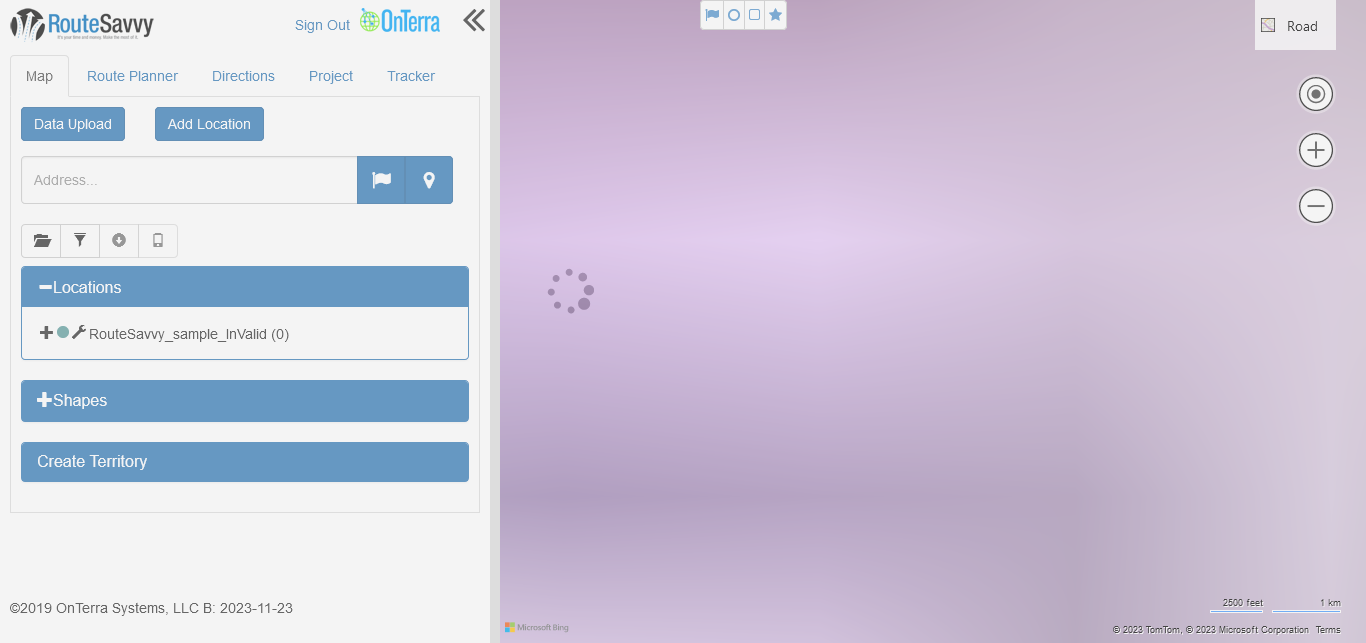 RouteSavvy
It's your time and money. Make the most of it.
Sign Out
OnTerra
Map
Route Planner
Directions
Project
Tracker
Data Upload
Add Location
Address...
Locations
RouteSavvy_sample_InValid (0)
Shapes
Create Territory
©2019 OnTerra Systems, LLC B: 2023-11-23
Road
2500 feet
1 km
Microsoft Bing
© 2023 TomTom, © 2023 Microsoft Corporation Terms